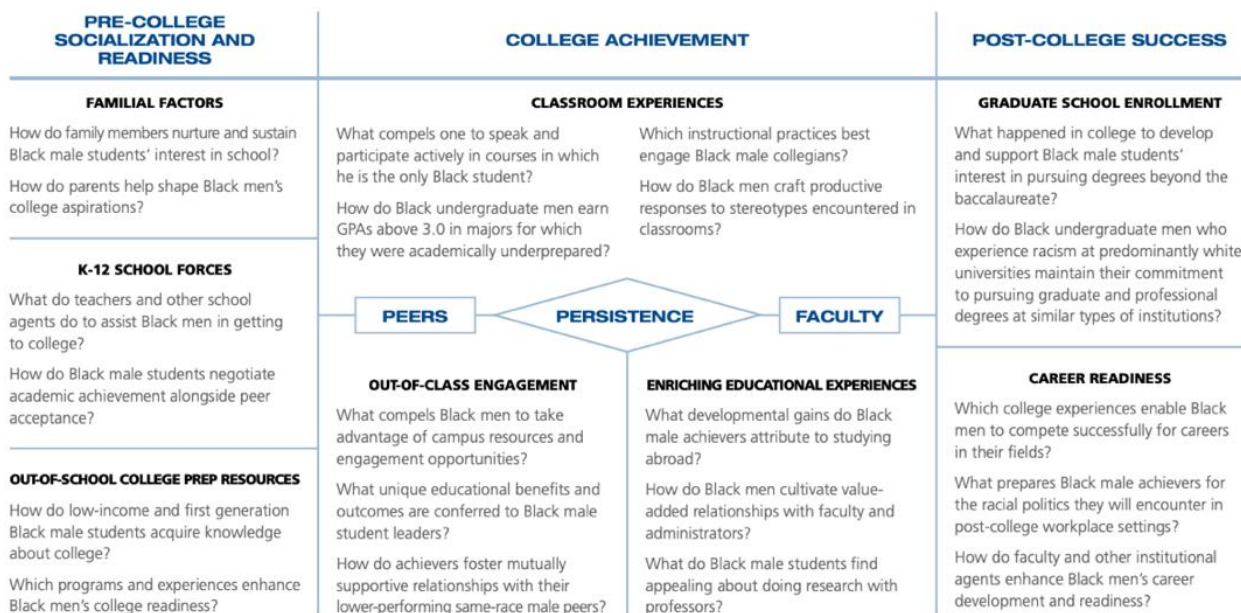 PRE-COLLEGE
SOCIALIZATION AND
READINESS
FAMILIAL FACTORS
How do family members nurture and sustain
Black male students' interest in school?
How do parents help shape Black men's
college aspirations?
K-12 SCHOOL FORCES
What do teachers and other school
agents do to assist Black men in getting
to college?
How do Black male students negotiate
academic achievement alongside peer
acceptance?
OUT-OF-SCHOOL COLLEGE PREP RESOURCES
How do low-income and first generation
Black male students acquire knowledge
about college?
Which programs and experiences enhance
Black men's college readiness?
COLLEGE ACHIEVEMENT
CLASSROOM EXPERIENCES
What compels one to speak and
participate actively in courses in which
he is the only Black student?
How do Black undergraduate men earn
GPAs above 3.0 in majors for which
they were academically underprepared?
Which instructional practices best
engage Black male collegians?
How do Black men craft productive
responses to stereotypes encountered in
classrooms?
PEERS
PERSISTENCE
FACULTY
OUT-OF-CLASS ENGAGEMENT
What compels Black men to take
advantage of campus resources and
engagement opportunities?
What unique educational benefits and
outcomes are conferred to Black male
student leaders?
How do achievers foster mutually
supportive relationships with their
lower-performing same-race male peers?
ENRICHING EDUCATIONAL EXPERIENCES
What developmental gains do Black
male achievers attribute to studying
abroad?
How do Black men cultivate value-
added relationships with faculty and
administrators?
What do Black male students find
appealing about doing research with
professors?
POST-COLLEGE SUCCESS
GRADUATE SCHOOL ENROLLMENT
What happened in college to develop
and support Black male students'
interest in pursuing degrees beyond the
baccalaureate?
How do Black undergraduate men who
experience racism at predominantly white
universities maintain their commitment
to pursuing graduate and professional
degrees at similar types of institutions?
CAREER READINESS
Which college experiences enable Black
men to compete successfully for careers
in their fields?
What prepares Black male achievers for
the racial politics they will encounter in
post-college workplace settings?
How do faculty and other institutional
agents enhance Black men's career
development and readiness?